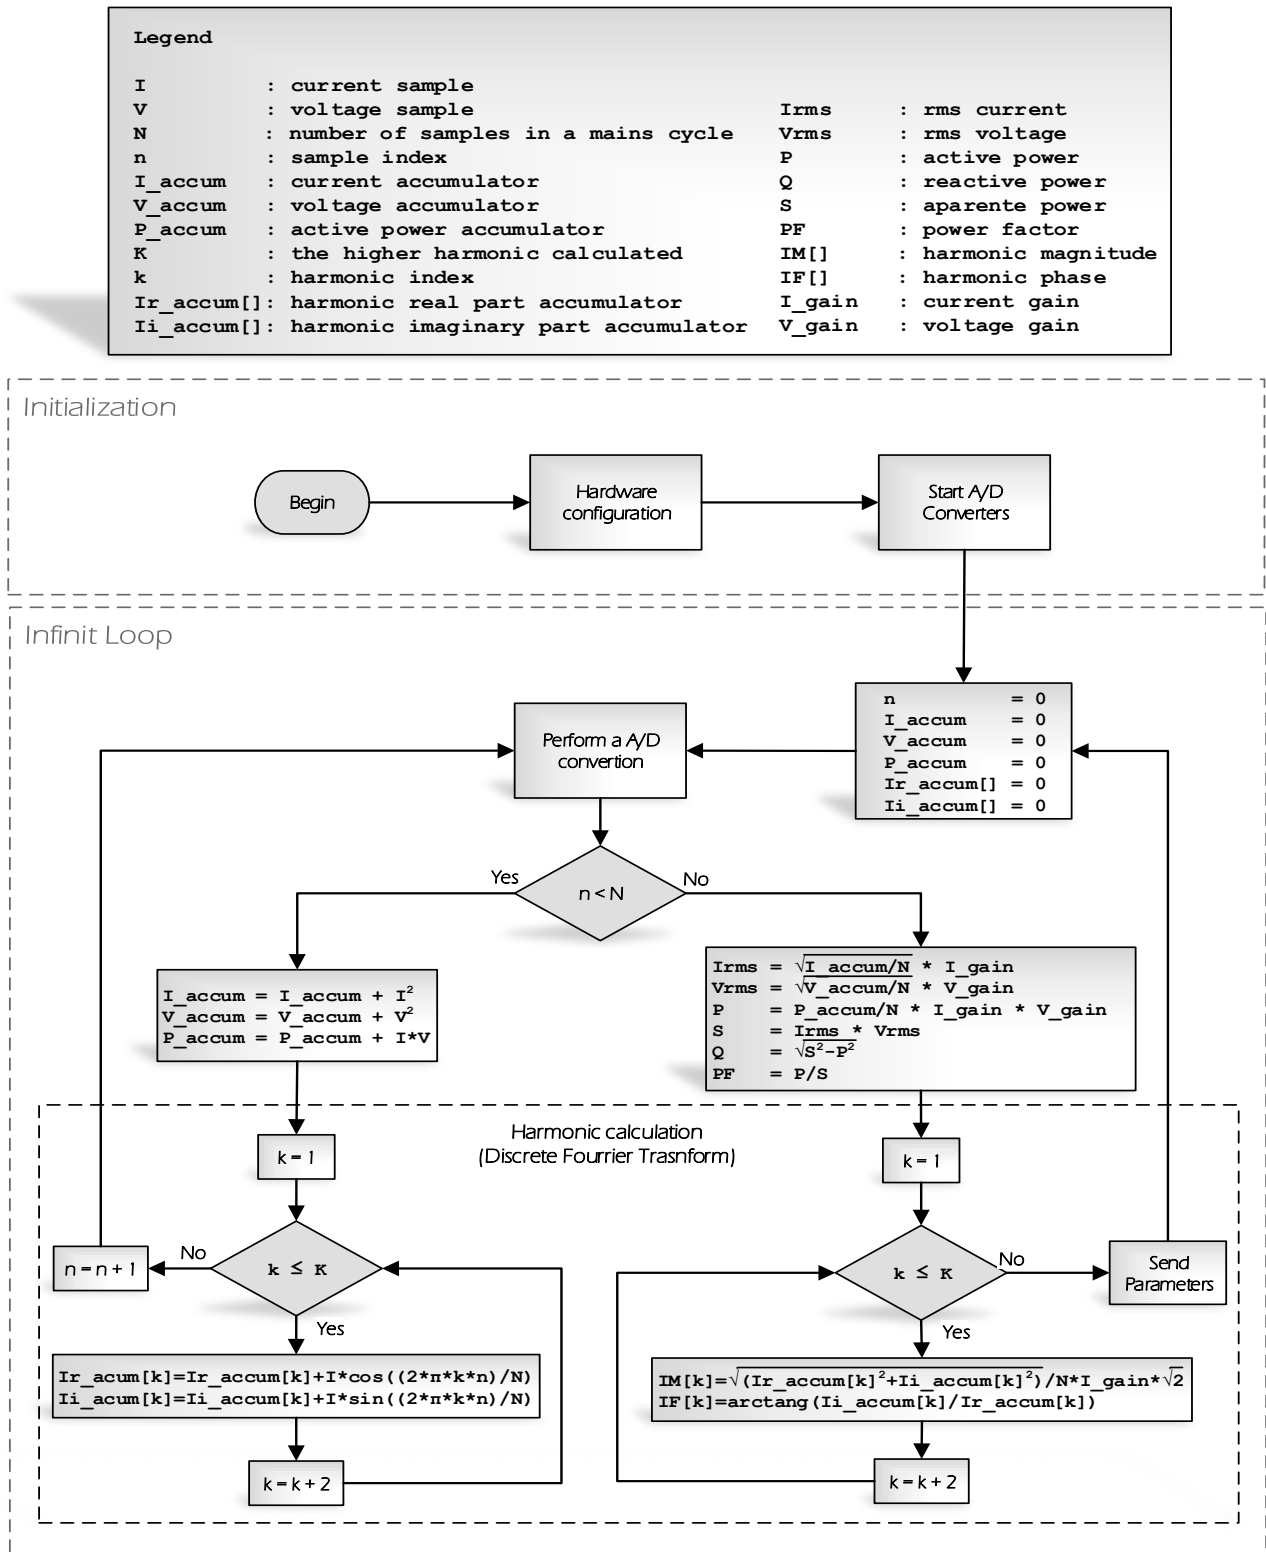 Legend
I : current sample
V : voltage sample
N : number of samples in a mains cycle
n : sample index
I_accum : current accumulator
V_accum : voltage accumulator
P_accum : active power accumulator
K : the higher harmonic calculated
k : harmonic index
Ir_accum[]: harmonic real part accumulator
Ii_accum[]: harmonic imaginary part accumulator
Irms : rms current
Vrms : rms voltage
P : active power
Q : reactive power
S : aparente power
PF : power factor
IM[] : harmonic magnitude
IF[] : harmonic phase
I_gain : current gain
V_gain : voltage gain
Initialization
Begin
Hardware
configuration
Start A/D
Converters
Infinit Loop
n = 0
I_accum = 0
V_accum = 0
P_accum = 0
Ir_accum[] = 0
Ii_accum[] = 0
Perform a A/D
convertion
Yes
n < N
No
I_accum = I_accum + I²
V_accum = V_accum + V²
P_accum = P_accum + I*V
Irms = √I_accum/N * I_gain
Vrms = √V_accum/N * V_gain
P = P_accum/N * I_gain * V_gain
S = Irms * Vrms
Q = √S²-P²
PF = P/S
Harmonic calculation
(Discrete Fourrier Trasnform)
k = 1
k = 1
n = n + 1
No
k ≤ K
Yes
k ≤ K
No
Yes
Send
Parameters
Ir_acum[k]=Ir_accum[k]+I*cos((2*π*k*n)/N)
Ii_acum[k]=Ii_accum[k]+I*sin((2*π*k*n)/N)
IM[k]=√(Ir_accum[k]²+Ii_accum[k]²)/N*I_gain*√2
IF[k]=arctang(Ii_accum[k]/Ir_accum[k])
k = k + 2
k = k + 2